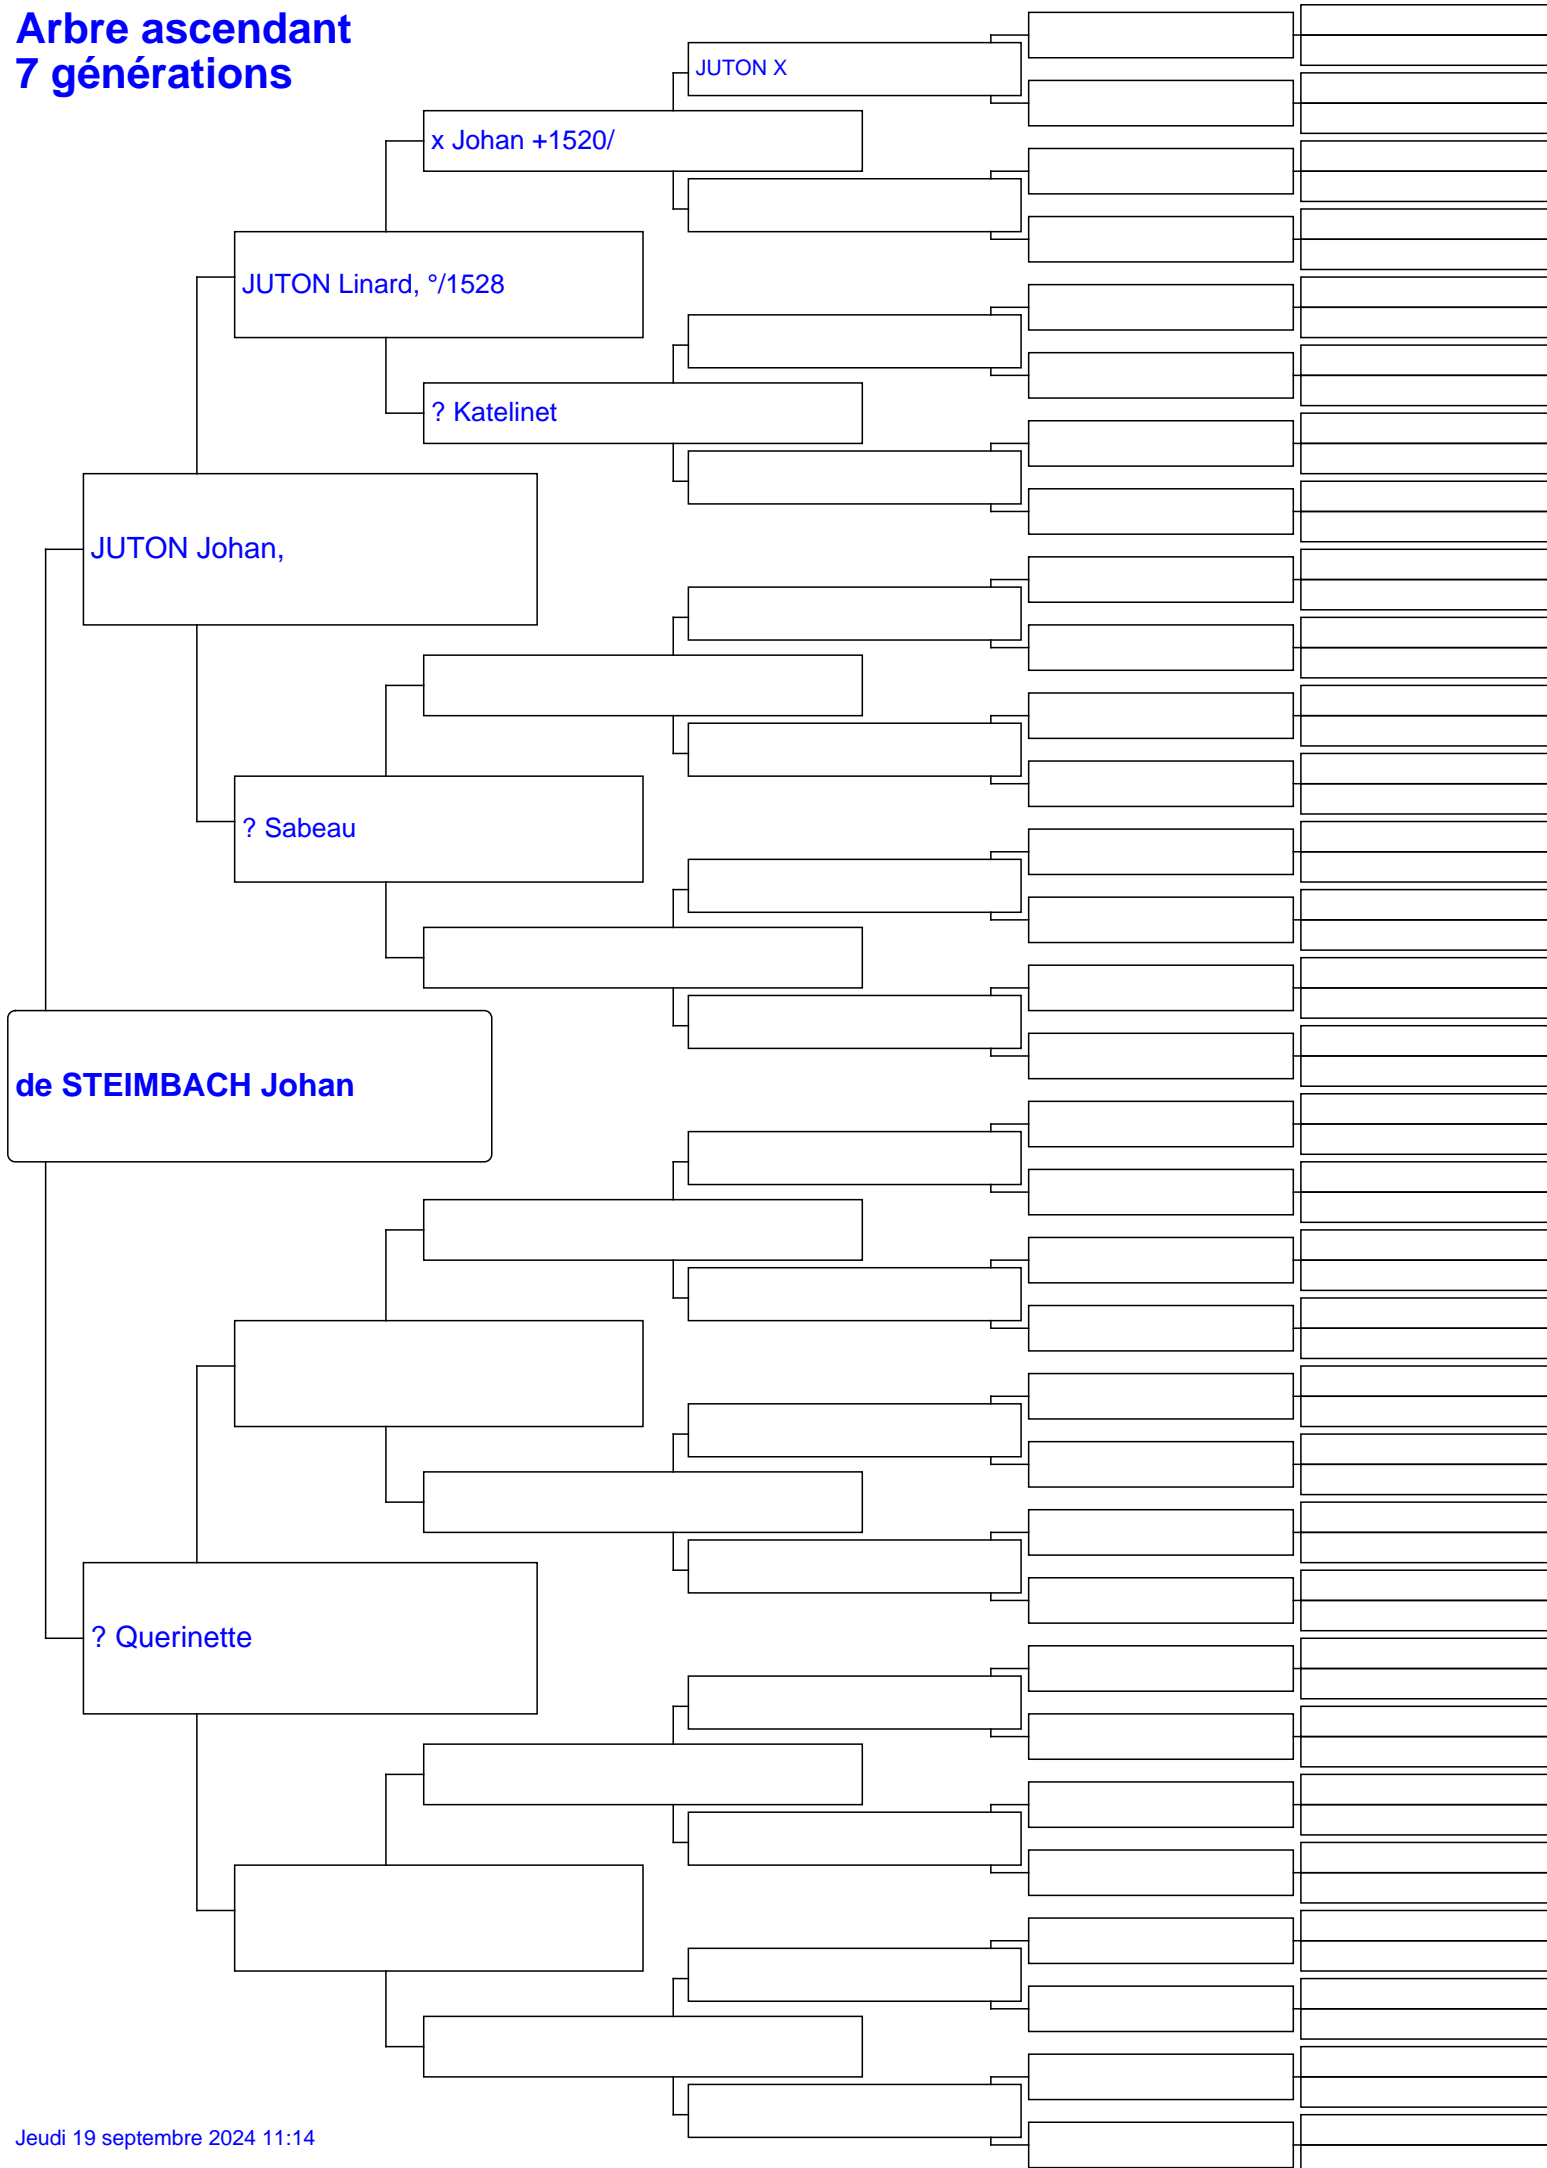 Arbre ascendant
7 générations
JUTON X
x Johan +1520/
JUTON Linard, °/1528
? Katelinet
JUTON Johan,
? Sabeau
de STEIMBACH Johan
? Querinette
Jeudi 19 septembre 2024 11:14